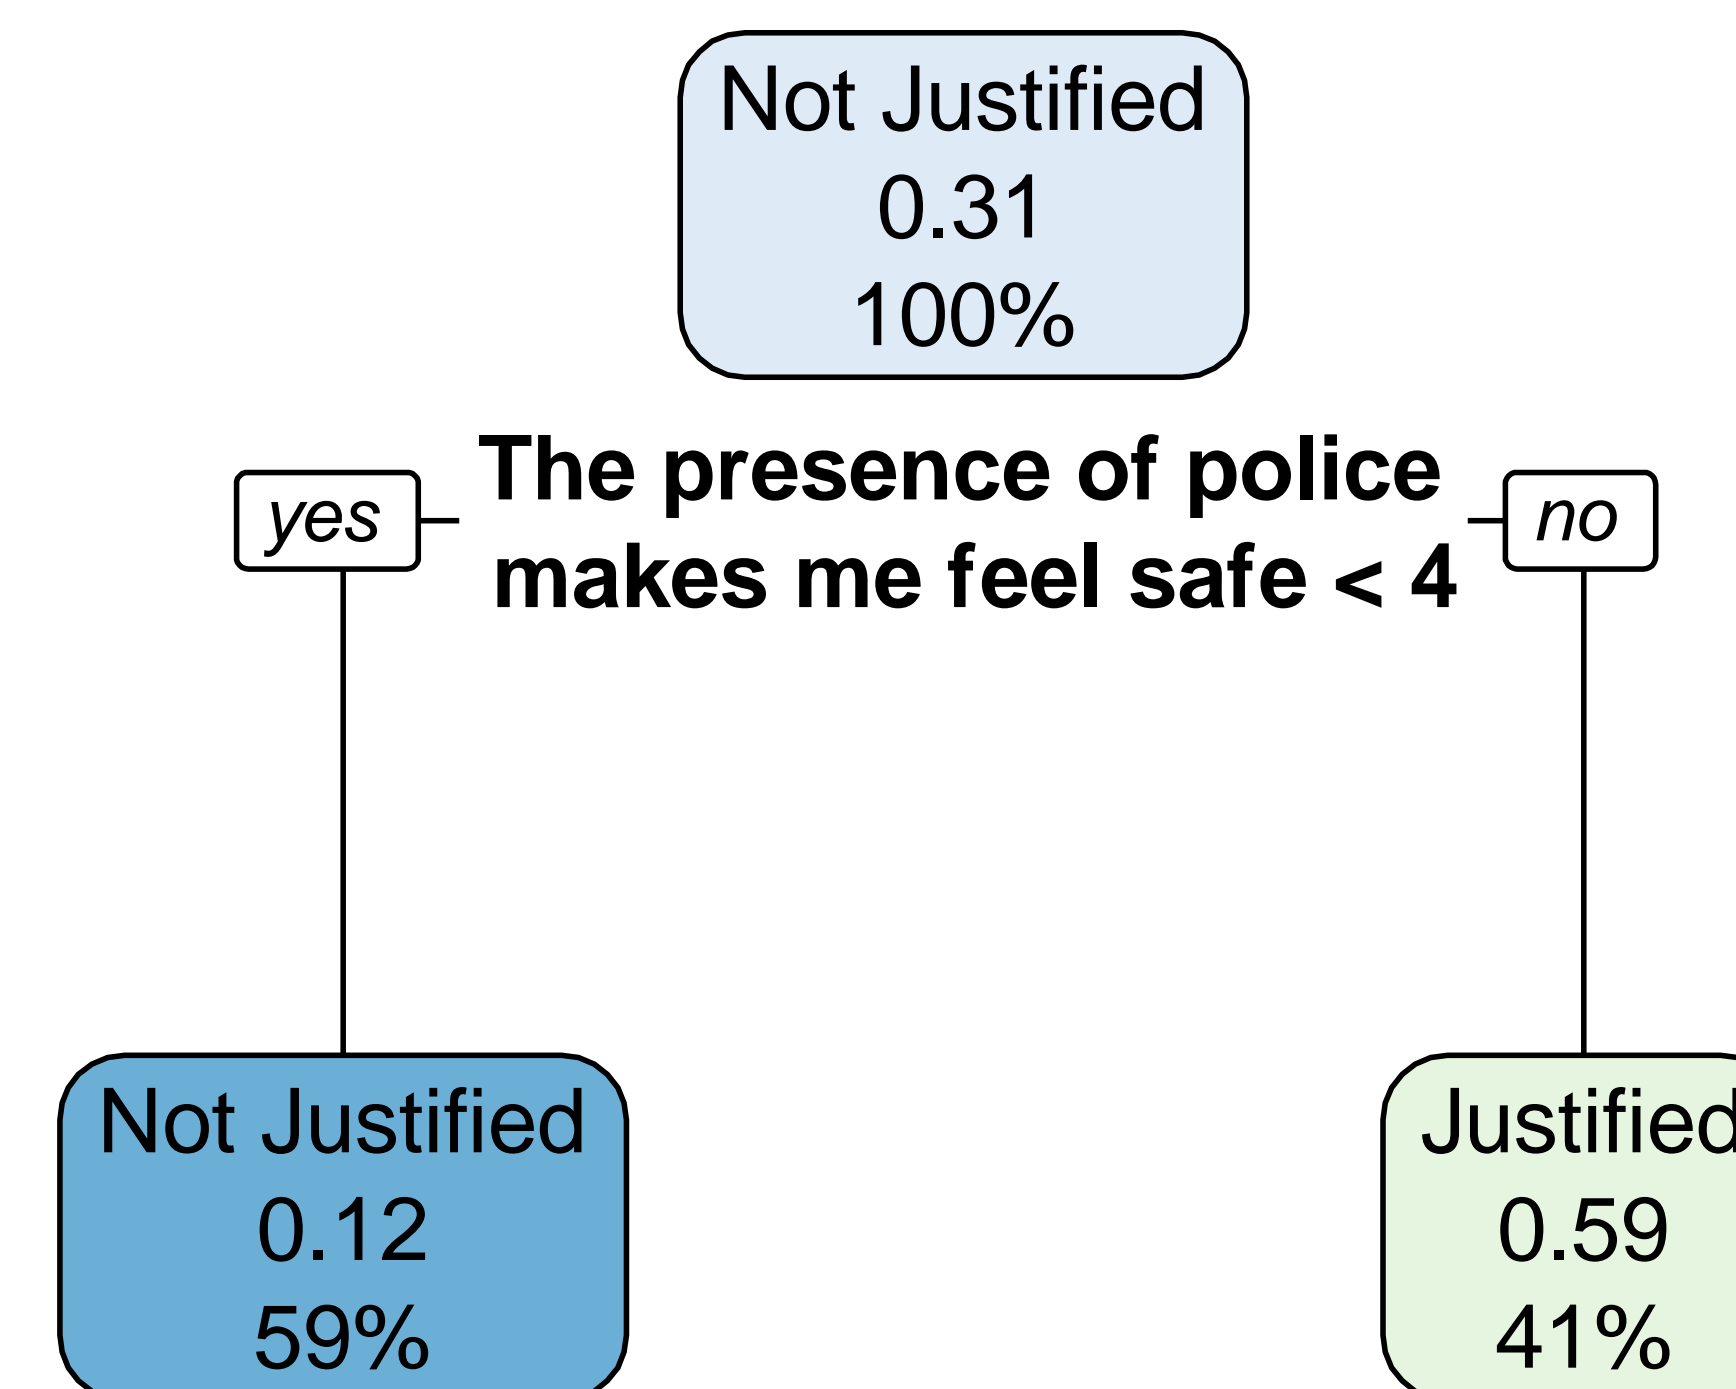 Not Justified
0.31
100%
The presence of police
yes
no
makes me feel safe < 4
Not Justified
0.12
59%
Justified
0.59
41%